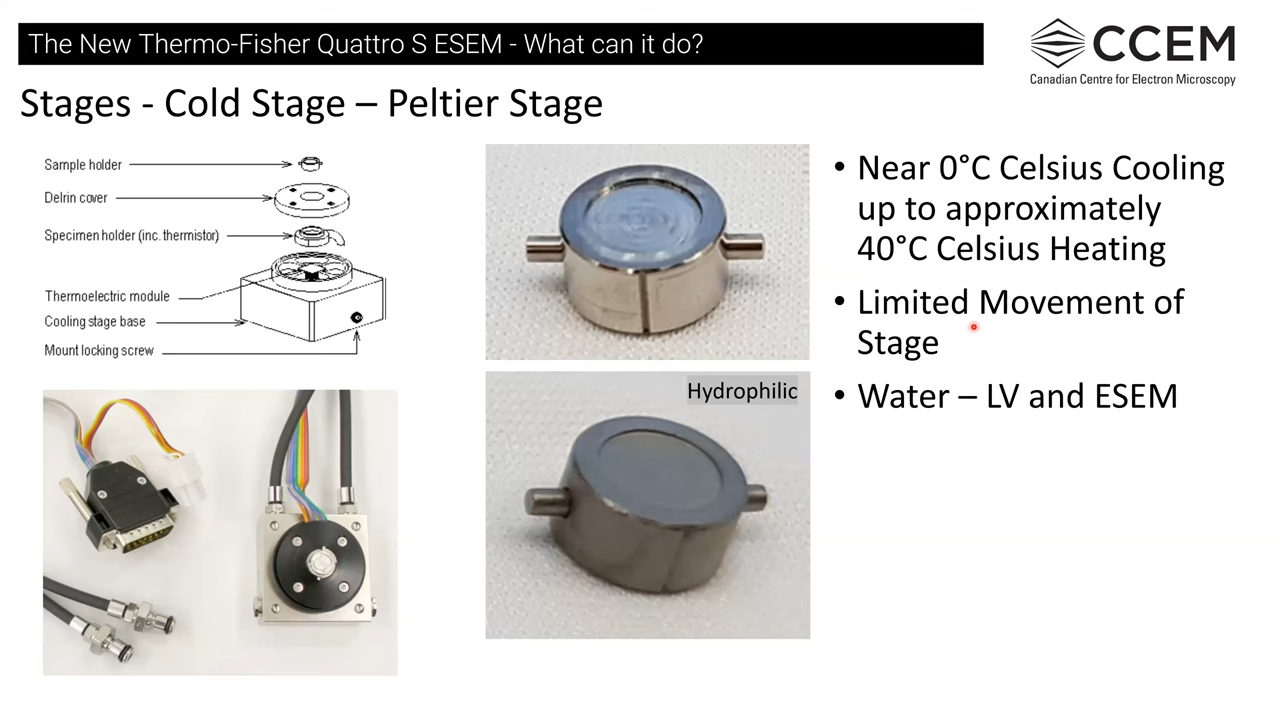 The New Thermo-Fisher Quattro S ESEM - What can it do?
CCEM
Canadian Centre for Electron Microscopy
Stages - Cold Stage – Peltier Stage
Sample holder
Delrin cover
Specimen holder (inc. thermistor)
Thermoelectric module
Cooling stage base
Mount locking screw
Hydrophilic
• Near 0°C Celsius Cooling
up to approximately
40°C Celsius Heating
• Limited Movement of
Stage
• Water – LV and ESEM